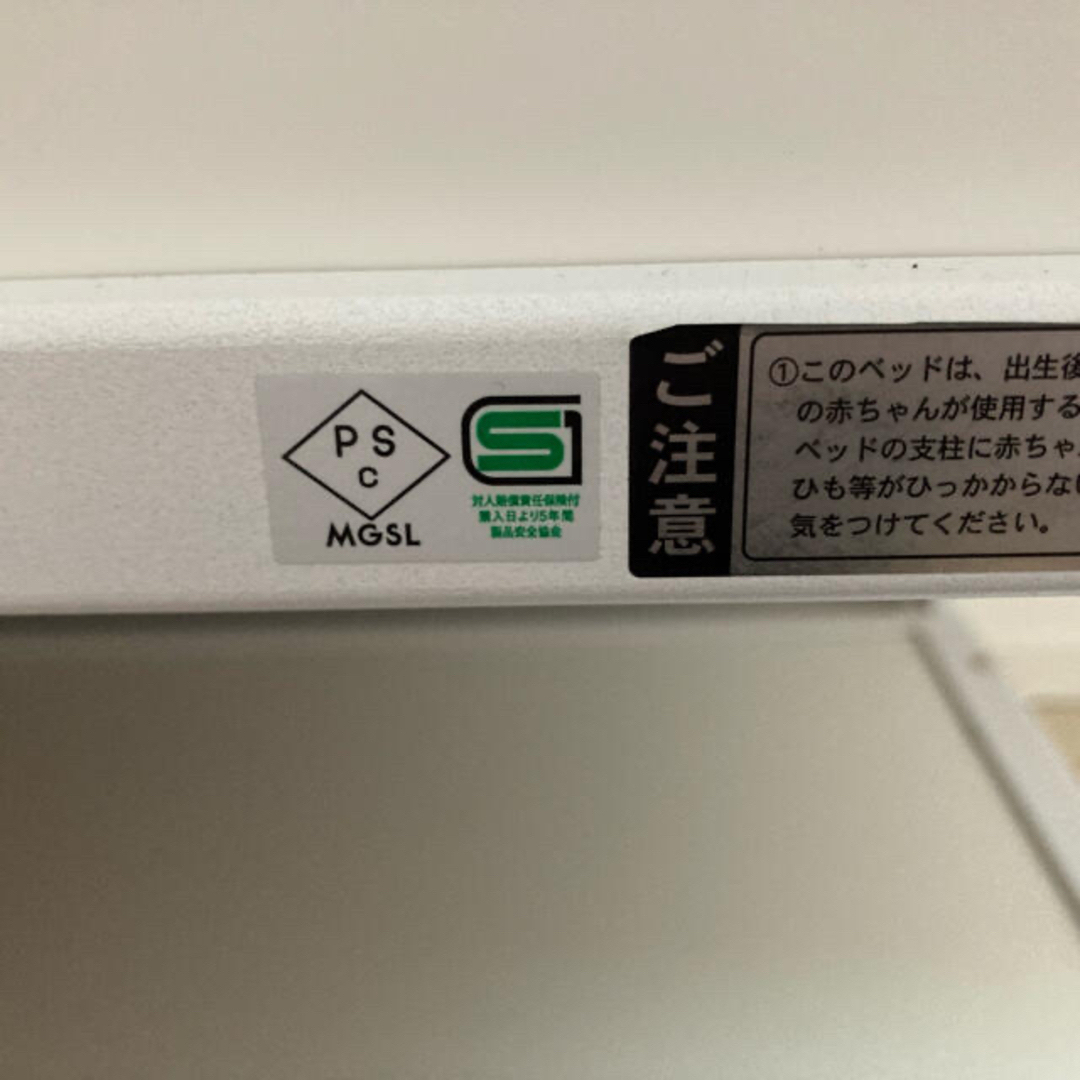 PS
C
MGSL
SG
対人賠償責任保険付
購入日より5年間
製品安全協会
ご注意
①このベッドは、出生後
の赤ちゃんが使用する
ベッドの支柱に赤ちゃ
ひも等がひっかからない
気をつけてください。